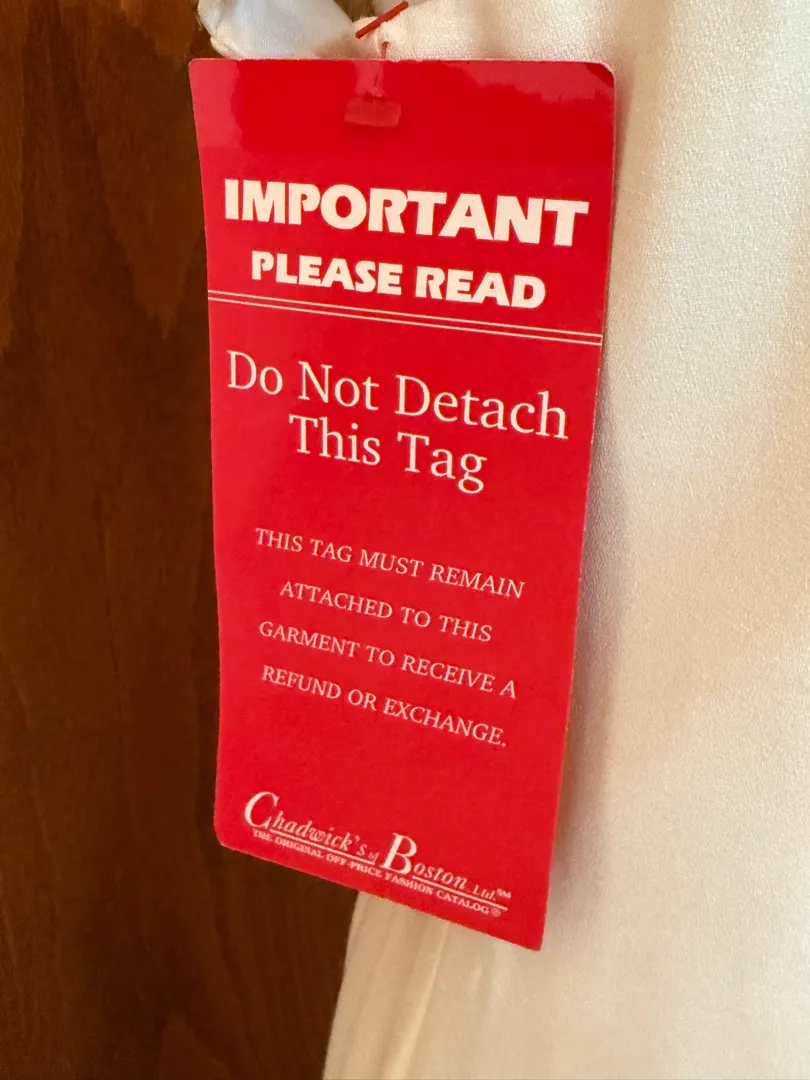 IMPORTANT
PLEASE READ
Do Not Detach
This Tag
THIS TAG MUST REMAIN
ATTACHED TO THIS
GARMENT TO RECEIVE A
REFUND OR EXCHANGE.
Chadwick's of Boston, Ltd.℠
THE ORIGINAL OFF-PRICE FASHION CATALOG®